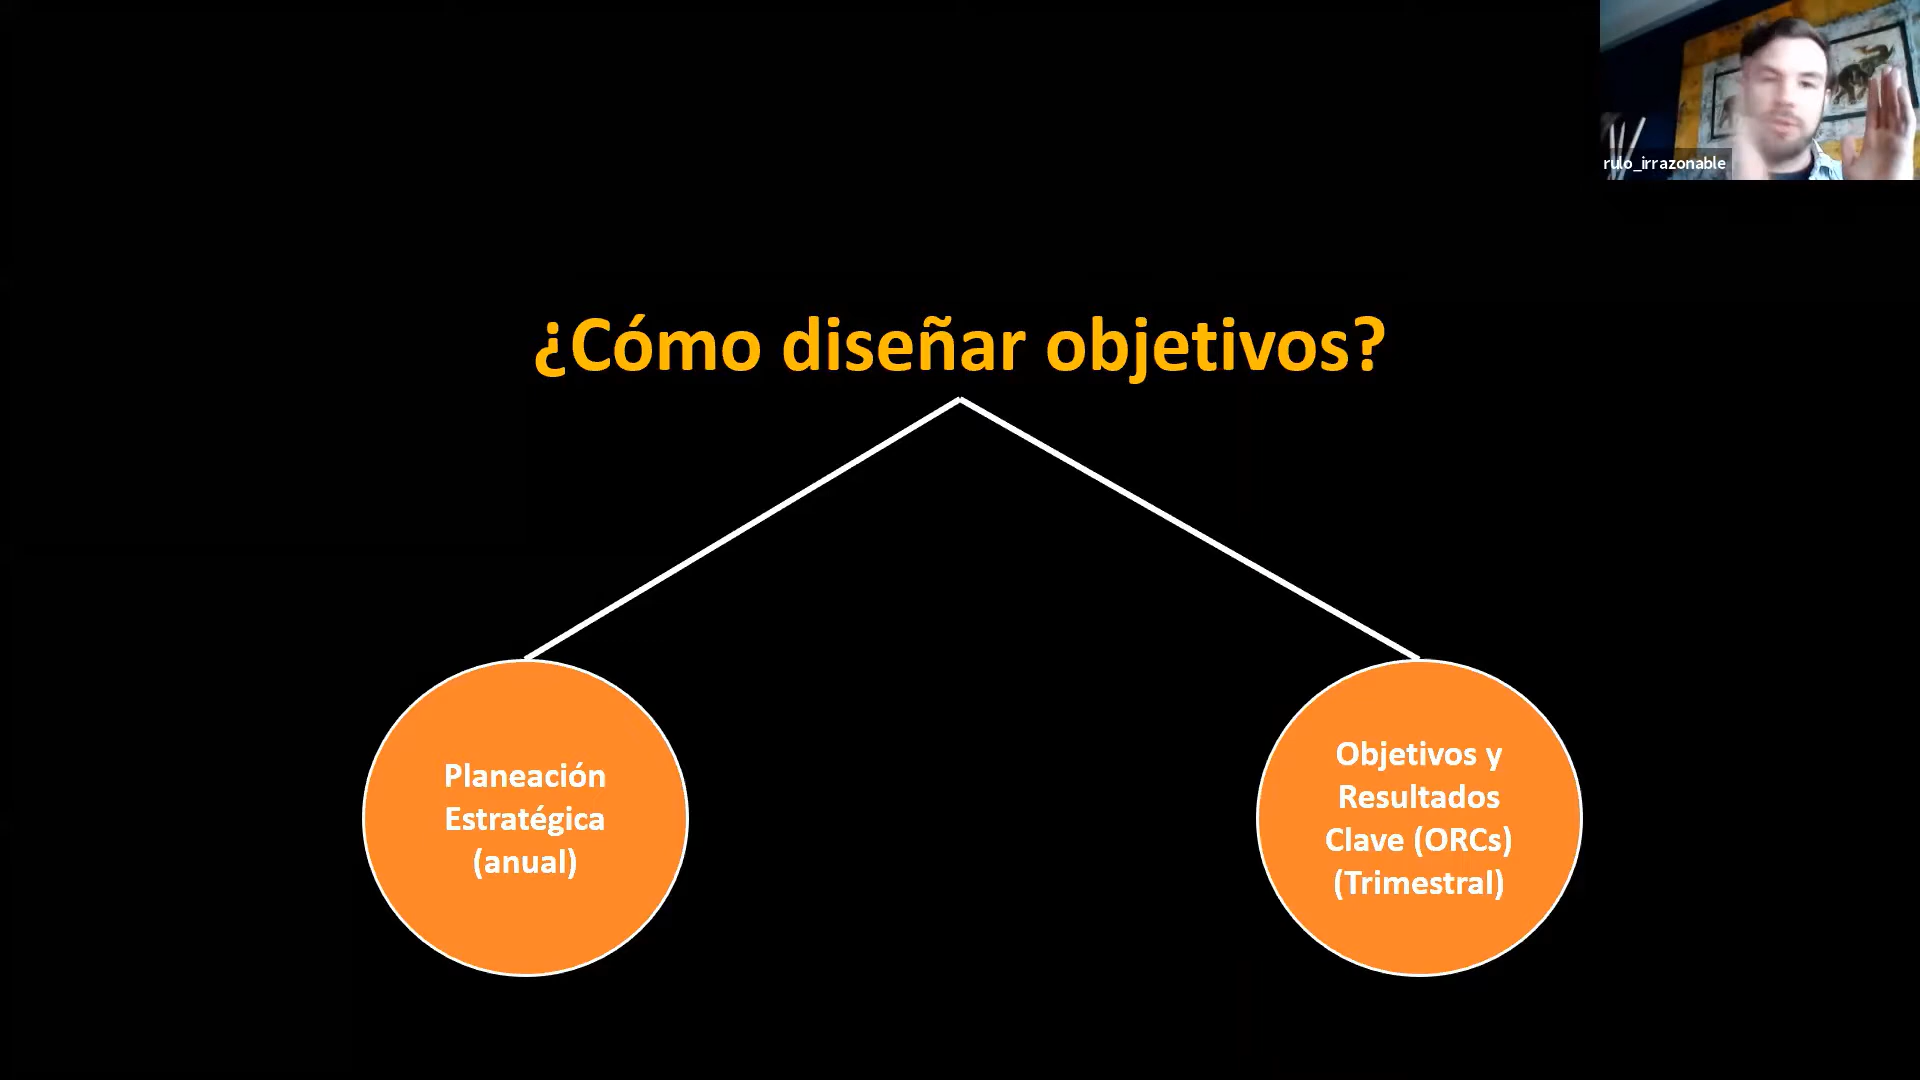 rulo_irrazonable
¿Cómo diseñar objetivos?
Planeación
Estratégica
(anual)
Objetivos y
Resultados
Clave (ORCs)
(Trimestral)